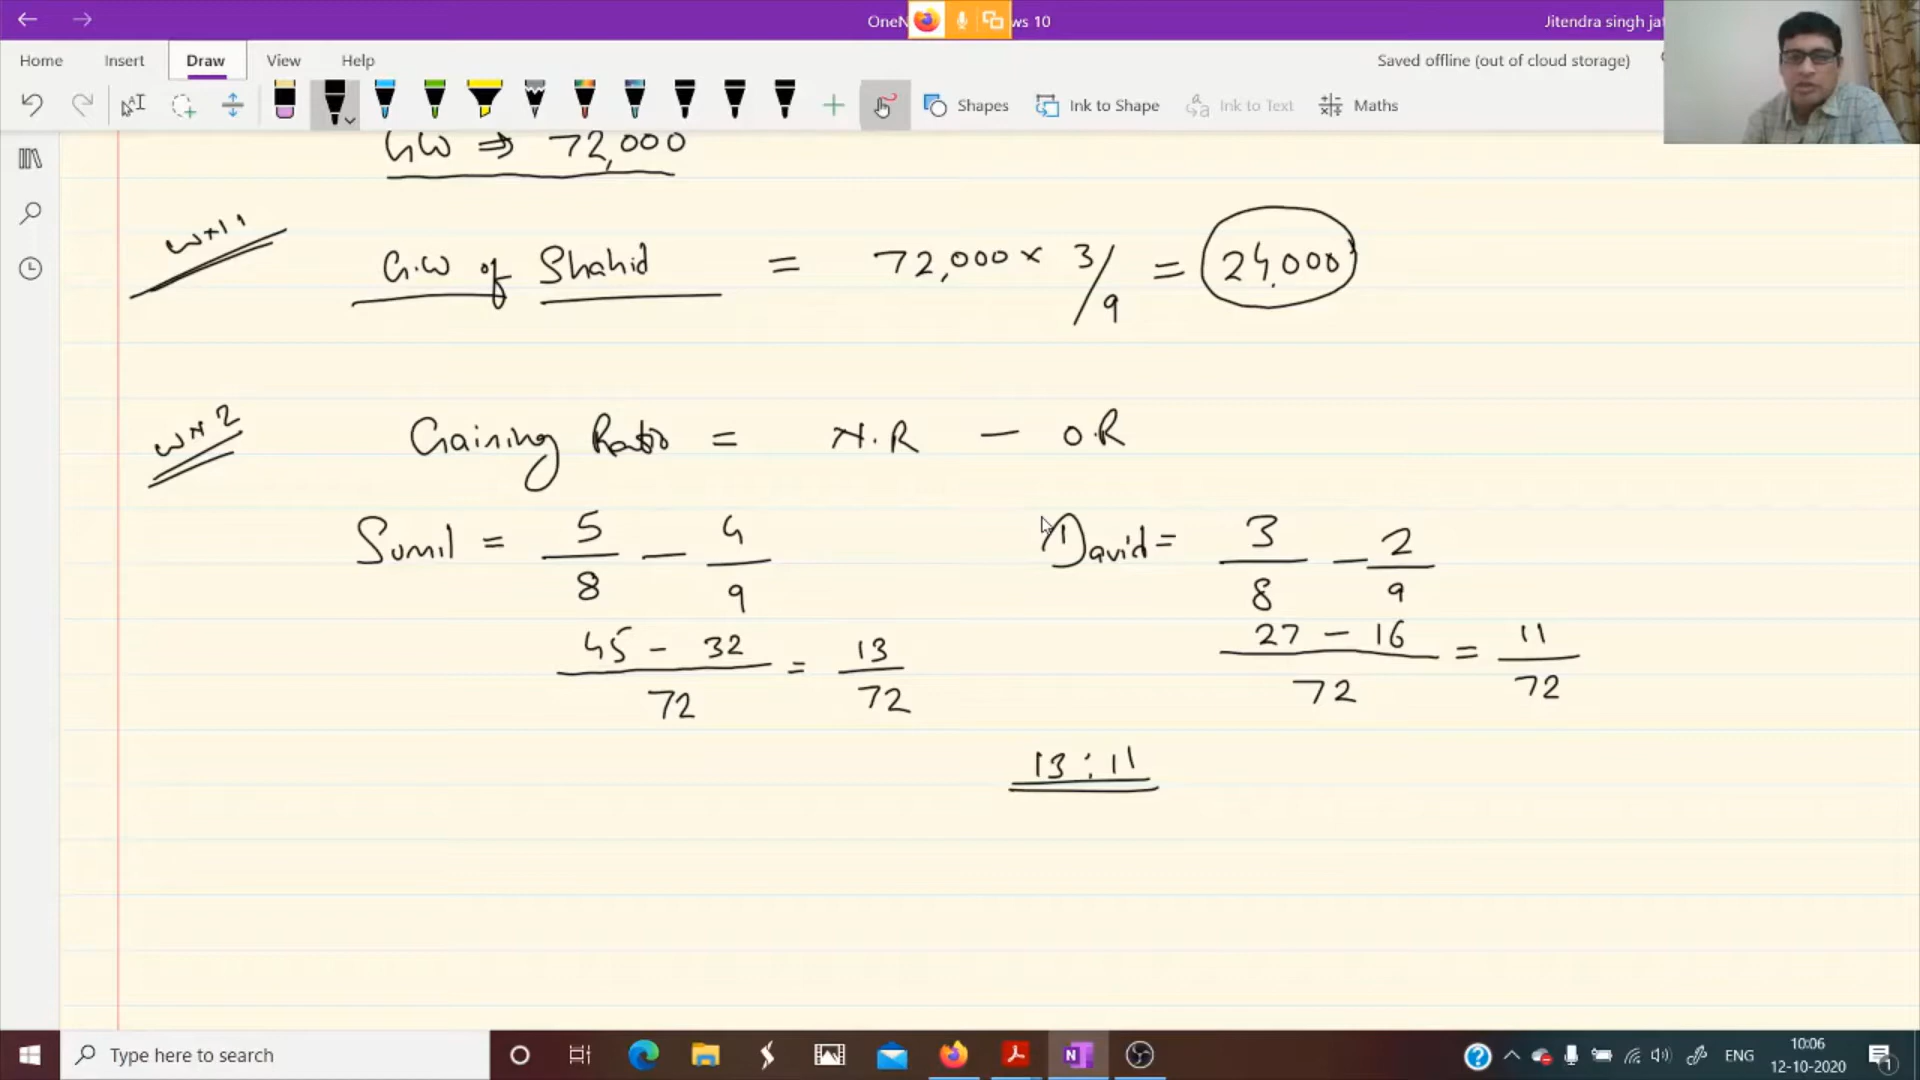 OneN ws 10
Jitendra singh jat
Home Insert Draw View Help
Saved offline (out of cloud storage)
Shapes Ink to Shape Ink to Text Maths
GW ⇒ 72,000
G.W of Shahid = 72,000 × 3/9 = 24,000
WN 2
Gaining Ratio = N.R – O.R
Sunil = 5/8 – 4/9 David = 3/8 – 2/9
45 – 32/72 = 13/72 27 – 16/72 = 11/72
13 : 11
Type here to search
ENG
10:06
12-10-2020
1